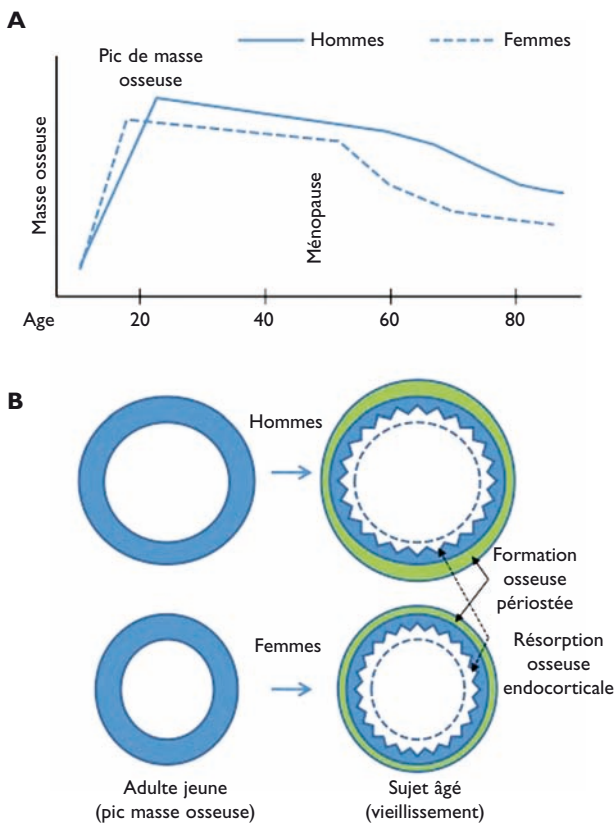 A
Hommes
Femmes
Pic de masse
osseuse
Masse osseuse
Ménopause
Age
20
40
60
80
B
Hommes
Formation
osseuse
périostée
Femmes
Résorption
osseuse
endocorticale
Adulte jeune
(pic masse osseuse)
Sujet âgé
(vieillissement)